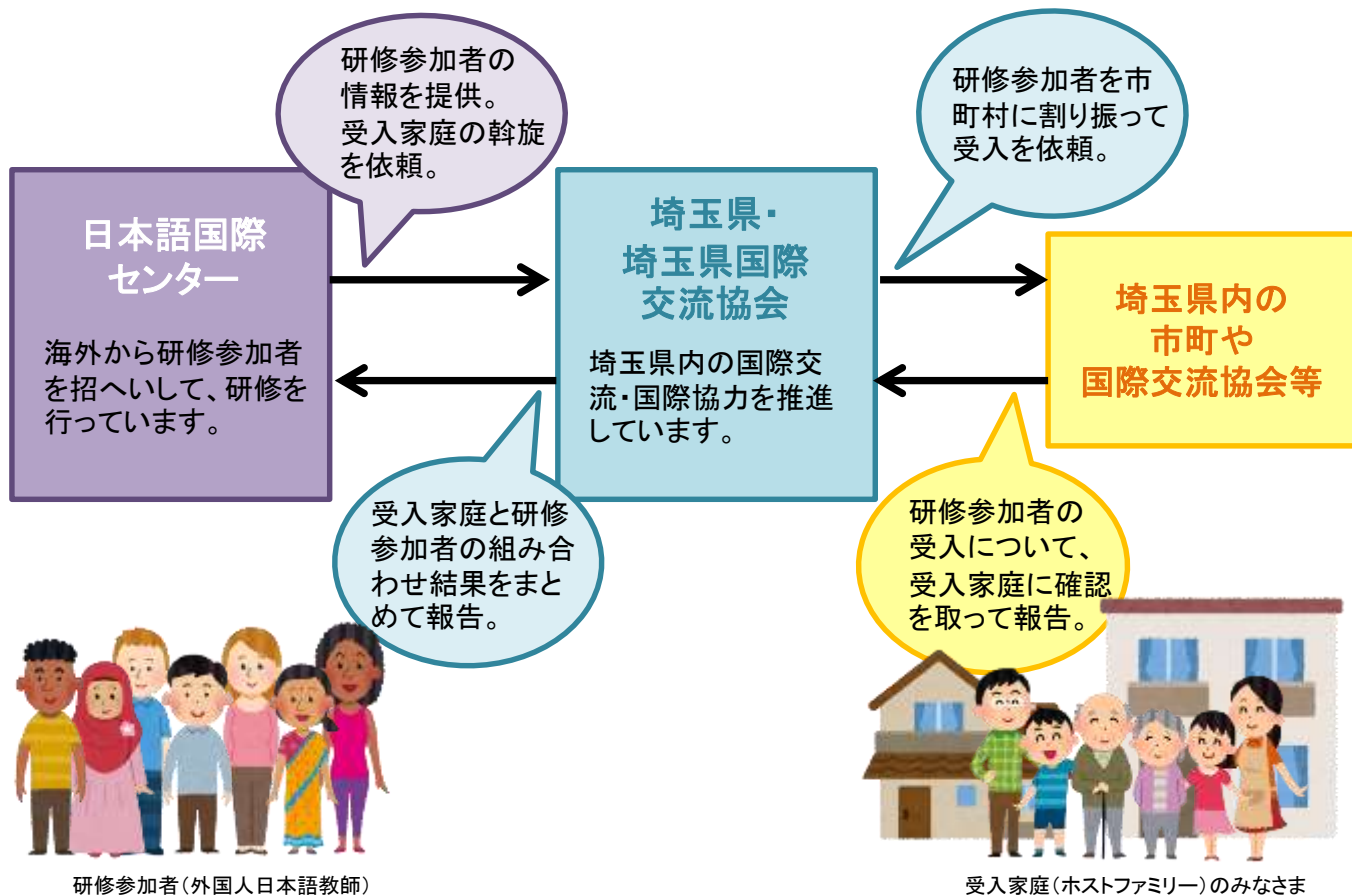 研修参加者の
情報を提供。
受入家庭の斡旋
を依頼。
研修参加者を市
町村に割り振って
受入を依頼。
日本語国際
センター
海外から研修参加者
を招へいして、研修を
行っています。
埼玉県・
埼玉県国際
交流協会
埼玉県内の国際交
流・国際協力を推進
しています。
埼玉県内の
市町や
国際交流協会等
受入家庭と研修
参加者の組み合
わせ結果をまと
めて報告。
研修参加者の
受入について、
受入家庭に確認
を取って報告。
研修参加者(外国人日本語教師)
受入家庭(ホストファミリー)のみなさま